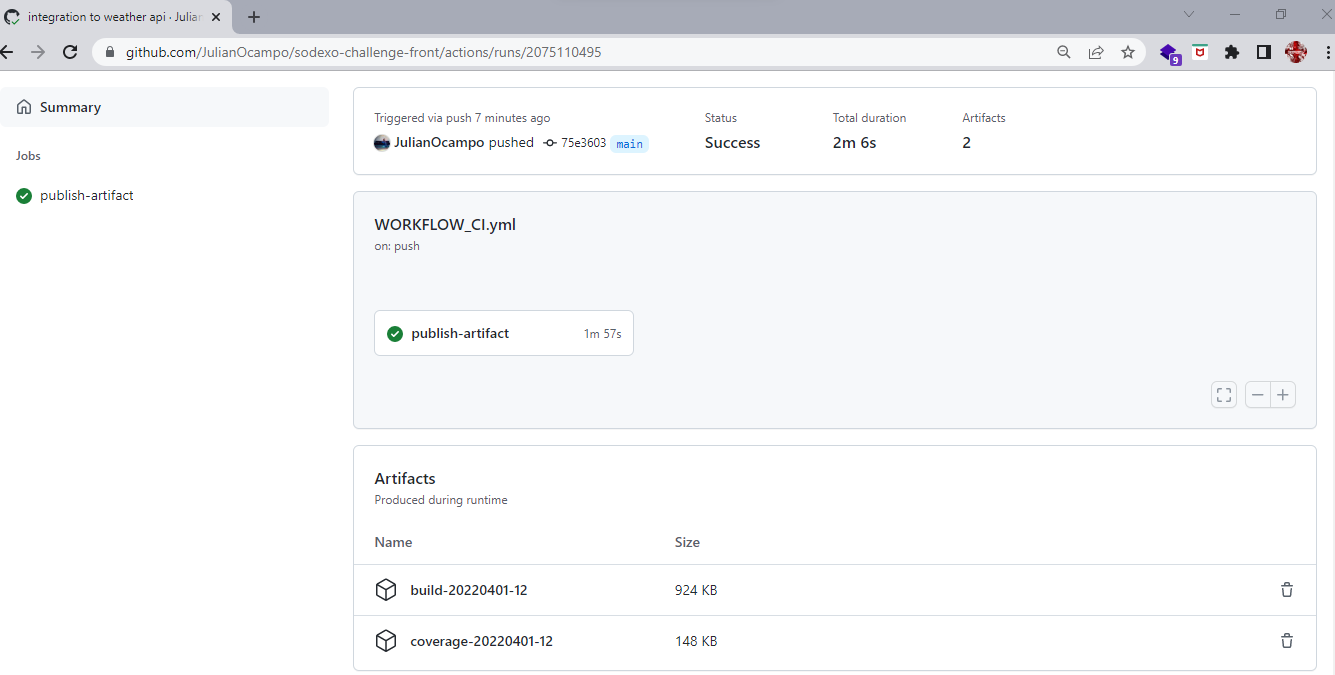 integration to weather api · Julian
github.com/JulianOcampo/sodexo-challenge-front/actions/runs/2075110495
9
Summary
Jobs
publish-artifact
Triggered via push 7 minutes ago
JulianOcampo pushed 75e3603 main
Status
Success
Total duration
2m 6s
Artifacts
2
WORKFLOW_CI.yml
on: push
publish-artifact 1m 57s
Artifacts
Produced during runtime
Name Size
build-20220401-12 924 KB
coverage-20220401-12 148 KB